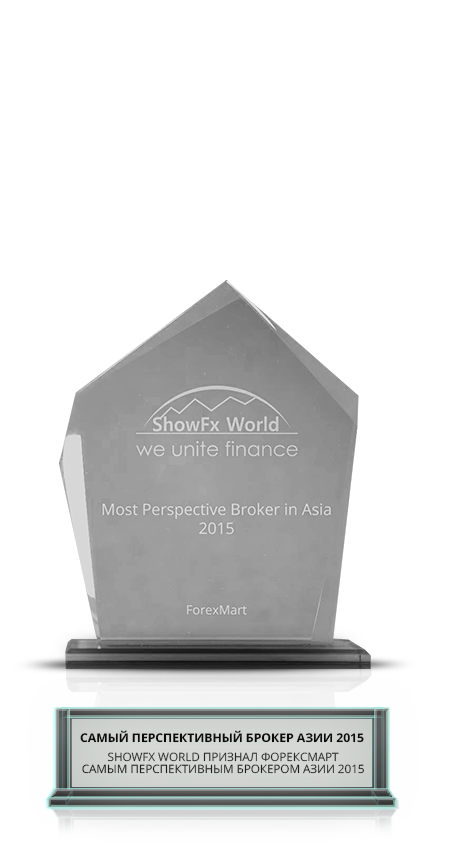 ShowFx World
we unite finance
Most Perspective Broker in Asia
2015
ForexMart
САМЫЙ ПЕРСПЕКТИВНЫЙ БРОКЕР АЗИИ 2015
SHOWFX WORLD ПРИЗНАЛ ФОРЕКСМАРТ
САМЫМ ПЕРСПЕКТИВНЫМ БРОКЕРОМ АЗИИ 2015